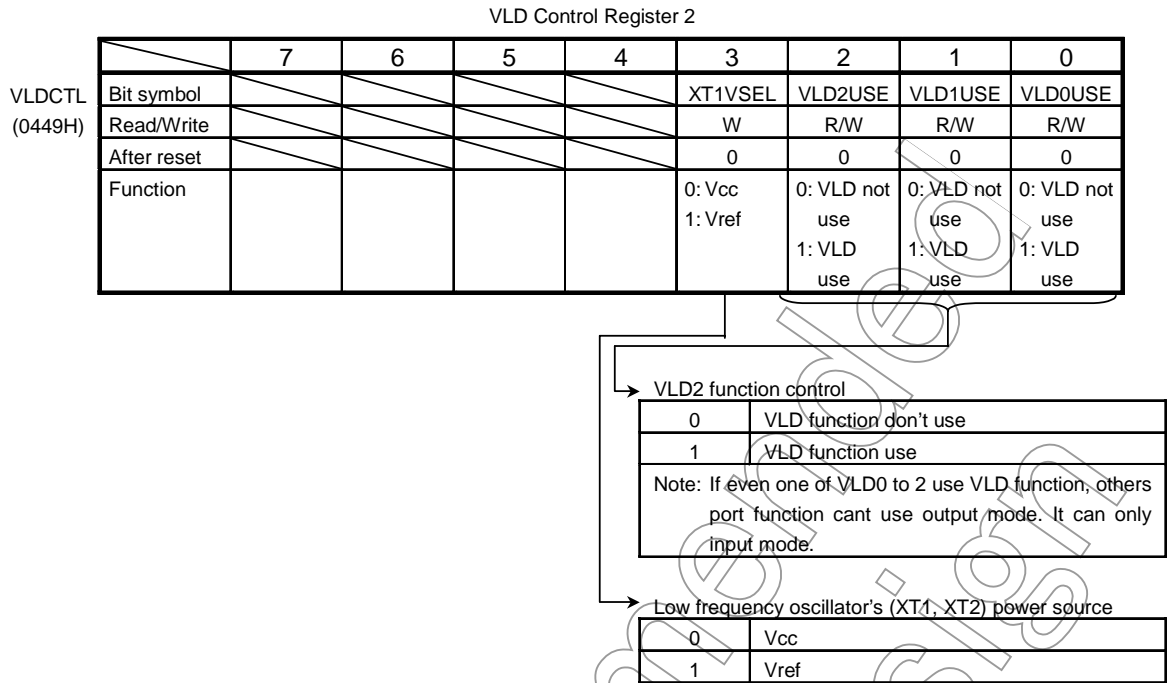 VLD Control Register 2
7 6 5 4 3 2 1 0
VLDCTL Bit symbol XT1VSEL VLD2USE VLD1USE VLD0USE
(0449H) Read/Write W R/W R/W R/W
After reset 0 0 0 0
Function 0: Vcc 0: VLD not 0: VLD not 0: VLD not
1: Vref use use use
1: VLD 1: VLD 1: VLD
use use use
VLD2 function control
0 VLD function don't use
1 VLD function use
Note: If even one of VLD0 to 2 use VLD function, others
port function cant use output mode. It can only
input mode.
Low frequency oscillator's (XT1, XT2) power source
0 Vcc
1 Vref